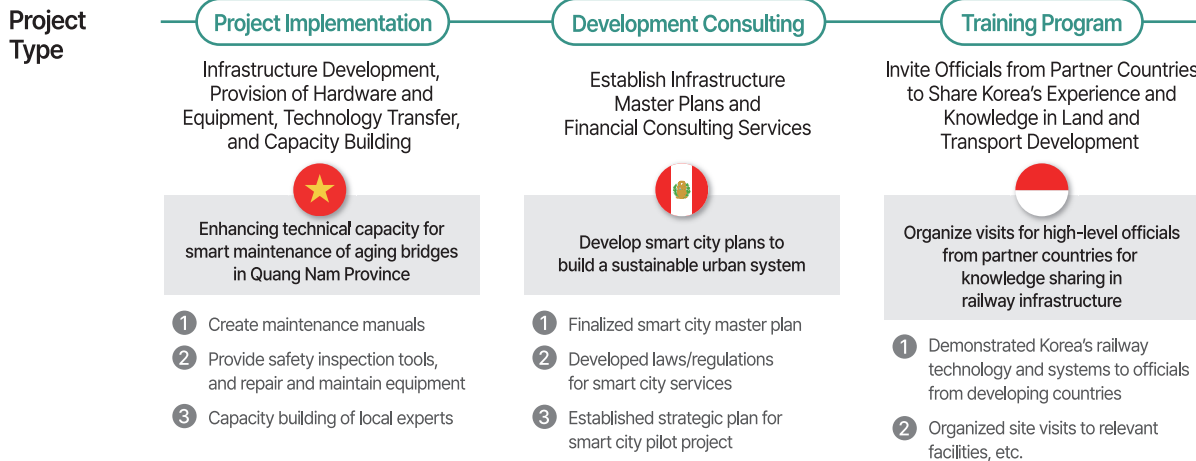 Project
Type
Project Implementation
Infrastructure Development,
Provision of Hardware and
Equipment, Technology Transfer,
and Capacity Building
Enhancing technical capacity for
smart maintenance of aging bridges
in Quang Nam Province
1 Create maintenance manuals
2 Provide safety inspection tools,
and repair and maintain equipment
3 Capacity building of local experts
Development Consulting
Establish Infrastructure
Master Plans and
Financial Consulting Services
Develop smart city plans to
build a sustainable urban system
1 Finalized smart city master plan
2 Developed laws/regulations
for smart city services
3 Established strategic plan for
smart city pilot project
Training Program
Invite Officials from Partner Countries
to Share Korea's Experience and
Knowledge in Land and
Transport Development
Organize visits for high-level officials
from partner countries for
knowledge sharing in
railway infrastructure
1 Demonstrated Korea's railway
technology and systems to officials
from developing countries
2 Organized site visits to relevant
facilities, etc.